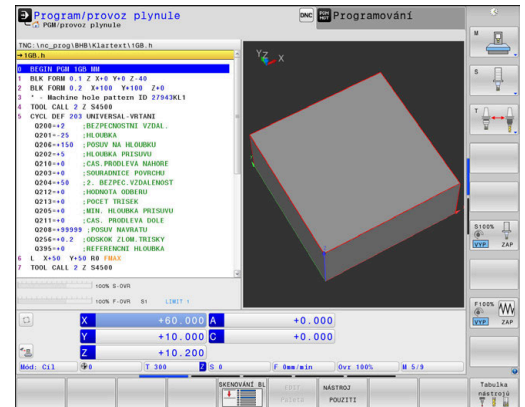 Program/provoz plynule
PGM/provoz plynule
DNC
Programování
TNC:\nc_prog\BHB\Klartext\1GB.h
→1GB.h
0 BEGIN PGM 1GB MM
1 BLK FORM 0.1 Z X+0 Y+0 Z-40
2 BLK FORM 0.2 X+100 Y+100 Z+0
3 * - Machine hole pattern ID 27943KL1
4 TOOL CALL 2 Z S4500
5 CYCL DEF 203 UNIVERSAL-VRTANI
Q200=+2 ;BEZPECNOSTNI VZDAL.
Q201=-25 ;HLOUBKA
Q206=+150 ;POSUV NA HLOUBKU
Q202=+5 ;HLOUBKA PRISUVU
Q210=+0 ;CAS.PRODLEVA NAHORE
Q203=+0 ;SOURADNICE POVRCHU
Q204=+50 ;2. BEZPEC.VZDALENOST
Q212=+0 ;HODNOTA ODBERU
Q213=+0 ;POCET TRISEK
Q205=+0 ;MIN. HLOUBKA PRISUVU
Q211=+0 ;CAS.PRODLEVA DOLE
Q208=+99999 ;POSUV NAVRATU
Q256=+0.2 ;ODSKOK ZLOM.TRISKY
Q395=+0 ;REFERENCNI HLOUBKA
6 L X+50 Y+50 R0 FMAX
7 TOOL CALL 2 Z S4500
Y Z X
M
S
T
S100%
VYP ZAP
F100%
VYP ZAP
100% S-OVR
100% F-OVR S1 LIMIT 1
X +60.000 A +0.000
Y +10.000 C +0.000
Z +10.200
Mód: Cíl 0 T 300 Z S 0 F 0mm/min Ovr 100% M 5/9
SKENOVÁNÍ BL
NÁSTROJ
POUZITI
Tabulka
nástrojů